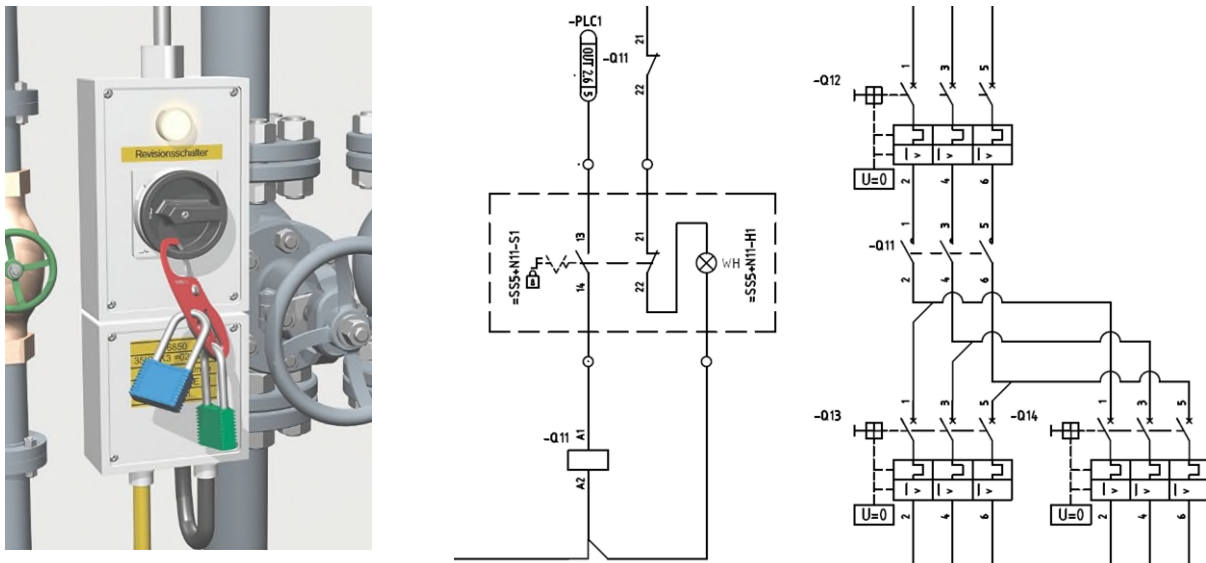 Revisionsschalter
-PLC1
OUT 2.6
5
-Q11
21
22
=SS5+N11-S1
13
14
21
22
WH
=SS5+N11-H1
-Q11
A1
A2
-Q12
1
3
5
I >
I >
I >
U=0
2
4
6
-Q11
1
3
5
2
4
6
-Q13
1
3
5
-Q14
1
3
5
I >
I >
I >
I >
I >
I >
U=0
2
4
6
U=0
2
4
6